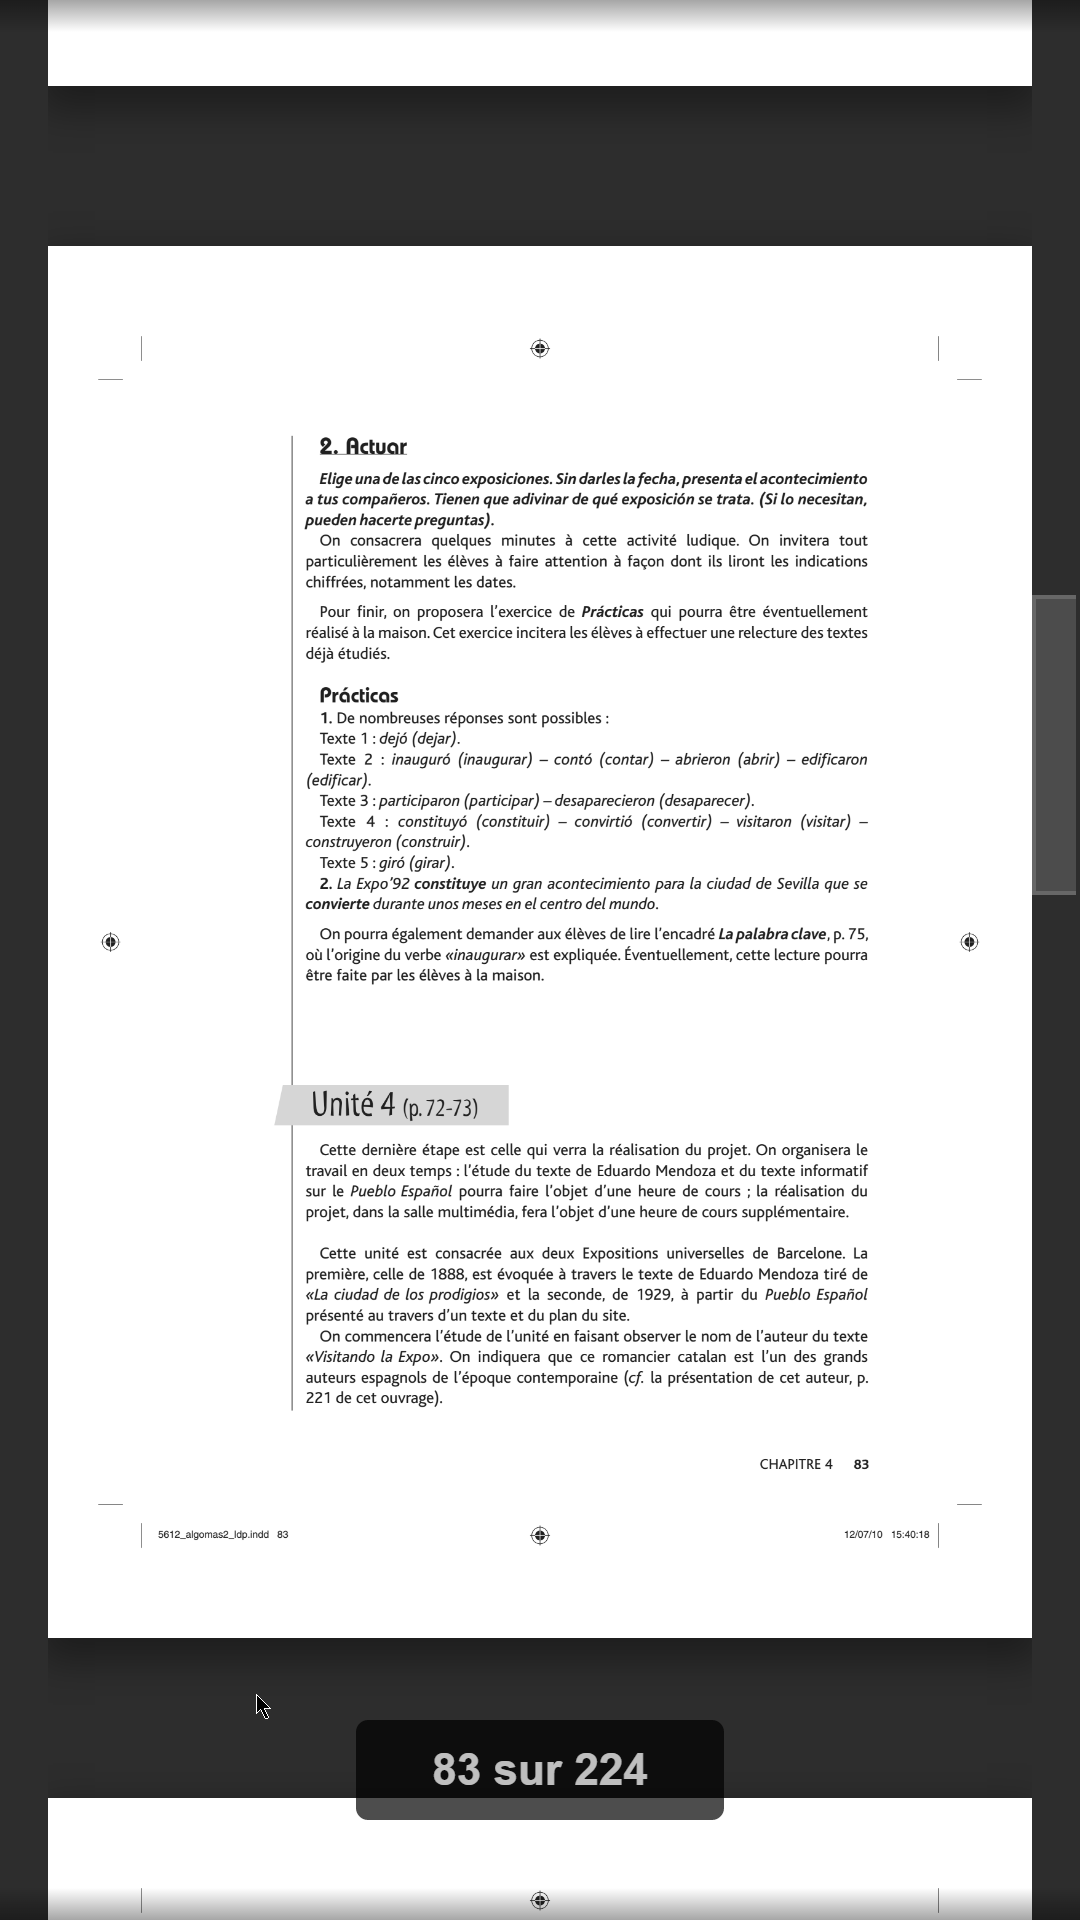 2. Actuar
Elige una de las cinco exposiciones. Sin darles la fecha, presenta el acontecimiento
a tus compañeros. Tienen que adivinar de qué exposición se trata. (Si lo necesitan,
pueden hacerte preguntas).
On consacrera quelques minutes à cette activité ludique. On invitera tout
particulièrement les élèves à faire attention à façon dont ils liront les indications
chiffrées, notamment les dates.
Pour finir, on proposera l’exercice de Prácticas qui pourra être éventuellement
réalisé à la maison. Cet exercice incitera les élèves à effectuer une relecture des textes
déjà étudiés.
Prácticas
1. De nombreuses réponses sont possibles :
Texte 1 : dejó (dejar).
Texte 2 : inauguró (inaugurar) – contó (contar) – abrieron (abrir) – edificaron
(edificar).
Texte 3 : participaron (participar) – desaparecieron (desaparecer).
Texte 4 : constituyó (constituir) – convirtió (convertir) – visitaron (visitar) –
construyeron (construir).
Texte 5 : giró (girar).
2. La Expo’92 constituye un gran acontecimiento para la ciudad de Sevilla que se
convierte durante unos meses en el centro del mundo.
On pourra également demander aux élèves de lire l’encadré La palabra clave, p. 75,
où l’origine du verbe «inaugurar» est expliquée. Éventuellement, cette lecture pourra
être faite par les élèves à la maison.
Unité 4 (p. 72-73)
Cette dernière étape est celle qui verra la réalisation du projet. On organisera le
travail en deux temps : l’étude du texte de Eduardo Mendoza et du texte informatif
sur le Pueblo Español pourra faire l’objet d’une heure de cours ; la réalisation du
projet, dans la salle multimédia, fera l’objet d’une heure de cours supplémentaire.
Cette unité est consacrée aux deux Expositions universelles de Barcelone. La
première, celle de 1888, est évoquée à travers le texte de Eduardo Mendoza tiré de
«La ciudad de los prodigios» et la seconde, de 1929, à partir du Pueblo Español
présenté au travers d’un texte et du plan du site.
On commencera l’étude de l’unité en faisant observer le nom de l’auteur du texte
«Visitando la Expo». On indiquera que ce romancier catalan est l’un des grands
auteurs espagnols de l’époque contemporaine (cf. la présentation de cet auteur, p.
221 de cet ouvrage).
CHAPITRE 4 83
5612_algomas2_ldp.indd 83 12/07/10 15:40:18
83 sur 224